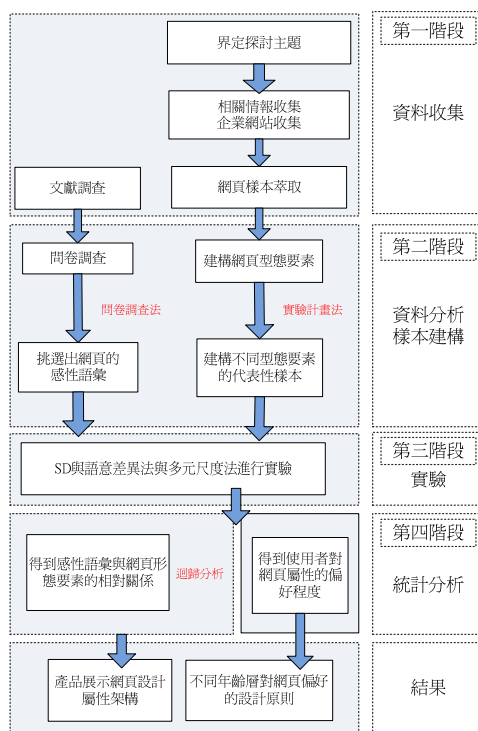 界定探討主題
第一階段
相關情報收集
企業網站收集
資料收集
文獻調查
網頁樣本萃取
第二階段
問卷調查
建構網頁型態要素
問卷調查法
實驗計畫法
資料分析
樣本建構
挑選出網頁的
感性語彙
建構不同型態要素
的代表性樣本
第三階段
SD與語意差異法與多元尺度法進行實驗
實驗
第四階段
得到感性語彙與網頁形
態要素的相對關係
迴歸分析
得到使用者對
網頁屬性的偏
好程度
統計分析
產品展示網頁設計
屬性架構
不同年齡層對網頁偏好
的設計原則
結果